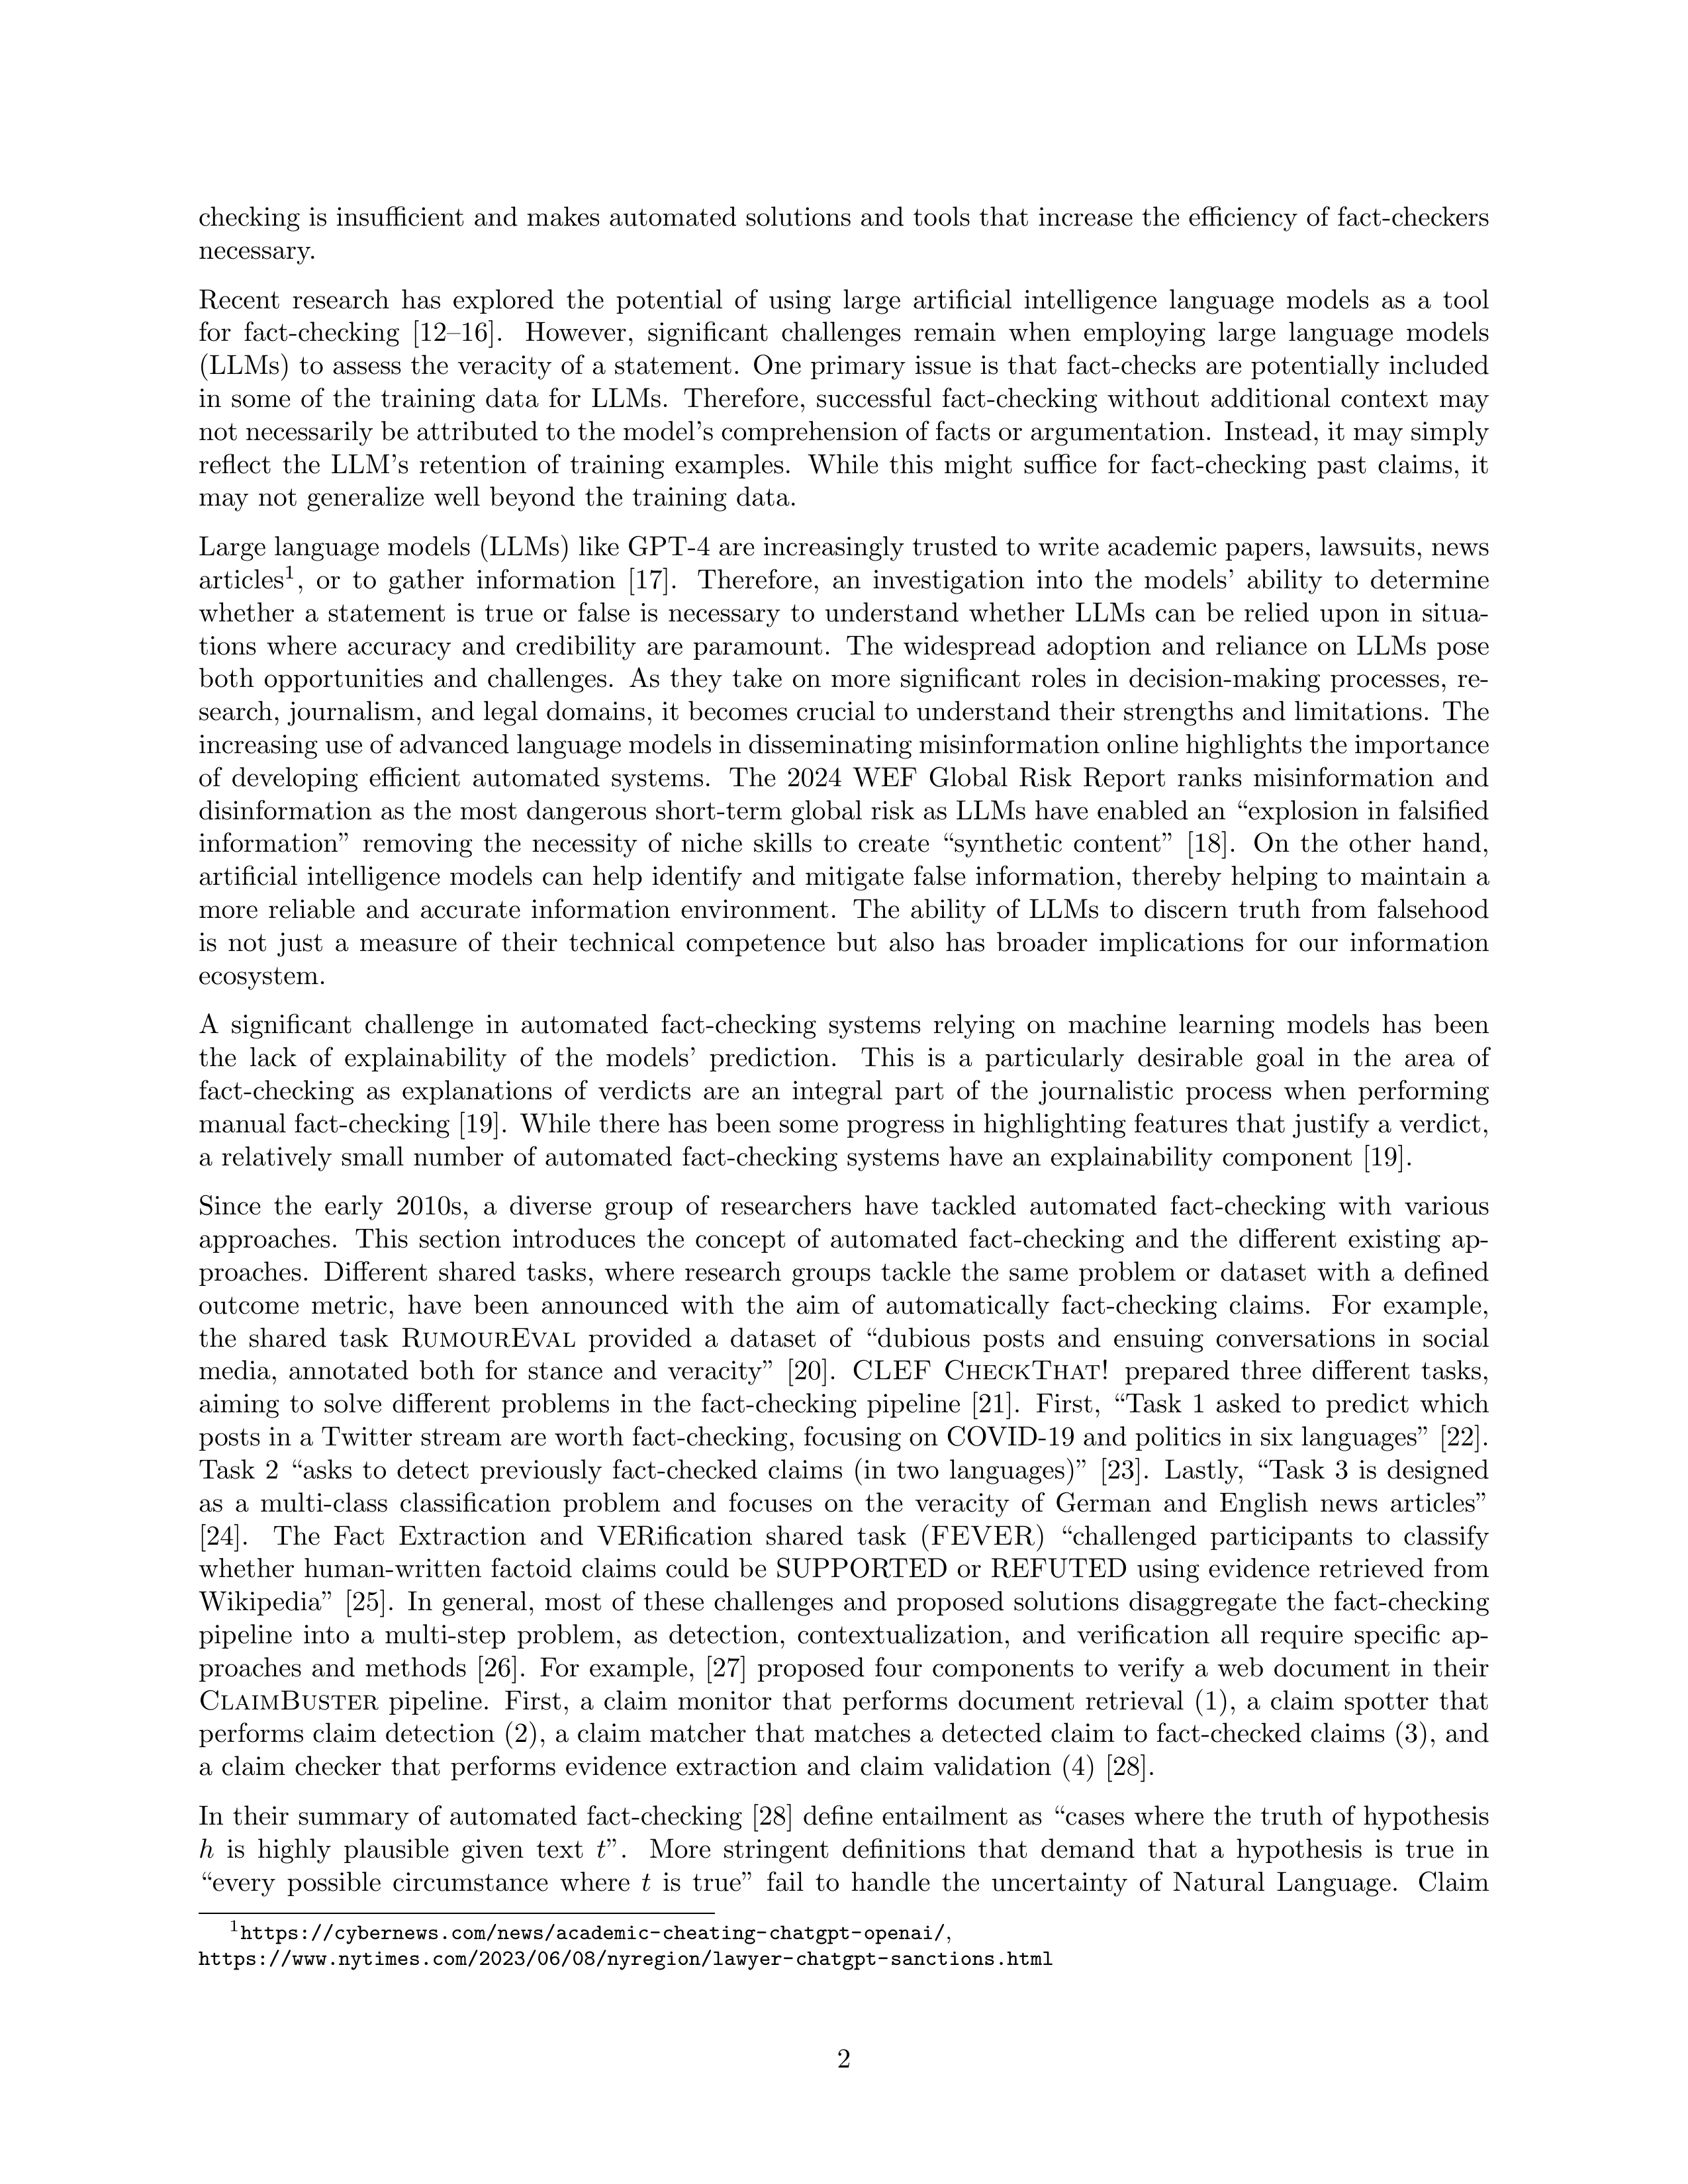 checking is insufficient and makes automated solutions and tools that increase the efficiency of fact-checkers
necessary.
Recent research has explored the potential of using large artificial intelligence language models as a tool
for fact-checking [12–16]. However, significant challenges remain when employing large language models
(LLMs) to assess the veracity of a statement. One primary issue is that fact-checks are potentially included
in some of the training data for LLMs. Therefore, successful fact-checking without additional context may
not necessarily be attributed to the model's comprehension of facts or argumentation. Instead, it may simply
reflect the LLM's retention of training examples. While this might suffice for fact-checking past claims, it
may not generalize well beyond the training data.
Large language models (LLMs) like GPT-4 are increasingly trusted to write academic papers, lawsuits, news
articles¹, or to gather information [17]. Therefore, an investigation into the models' ability to determine
whether a statement is true or false is necessary to understand whether LLMs can be relied upon in situa-
tions where accuracy and credibility are paramount. The widespread adoption and reliance on LLMs pose
both opportunities and challenges. As they take on more significant roles in decision-making processes, re-
search, journalism, and legal domains, it becomes crucial to understand their strengths and limitations. The
increasing use of advanced language models in disseminating misinformation online highlights the importance
of developing efficient automated systems. The 2024 WEF Global Risk Report ranks misinformation and
disinformation as the most dangerous short-term global risk as LLMs have enabled an “explosion in falsified
information” removing the necessity of niche skills to create “synthetic content” [18]. On the other hand,
artificial intelligence models can help identify and mitigate false information, thereby helping to maintain a
more reliable and accurate information environment. The ability of LLMs to discern truth from falsehood
is not just a measure of their technical competence but also has broader implications for our information
ecosystem.
A significant challenge in automated fact-checking systems relying on machine learning models has been
the lack of explainability of the models' prediction. This is a particularly desirable goal in the area of
fact-checking as explanations of verdicts are an integral part of the journalistic process when performing
manual fact-checking [19]. While there has been some progress in highlighting features that justify a verdict,
a relatively small number of automated fact-checking systems have an explainability component [19].
Since the early 2010s, a diverse group of researchers have tackled automated fact-checking with various
approaches. This section introduces the concept of automated fact-checking and the different existing ap-
proaches. Different shared tasks, where research groups tackle the same problem or dataset with a defined
outcome metric, have been announced with the aim of automatically fact-checking claims. For example,
the shared task RUMOUREVAL provided a dataset of “dubious posts and ensuing conversations in social
media, annotated both for stance and veracity” [20]. CLEF CHECKTHAT! prepared three different tasks,
aiming to solve different problems in the fact-checking pipeline [21]. First, “Task 1 asked to predict which
posts in a Twitter stream are worth fact-checking, focusing on COVID-19 and politics in six languages” [22].
Task 2 “asks to detect previously fact-checked claims (in two languages)” [23]. Lastly, “Task 3 is designed
as a multi-class classification problem and focuses on the veracity of German and English news articles”
[24]. The Fact Extraction and VERification shared task (FEVER) “challenged participants to classify
whether human-written factoid claims could be SUPPORTED or REFUTED using evidence retrieved from
Wikipedia” [25]. In general, most of these challenges and proposed solutions disaggregate the fact-checking
pipeline into a multi-step problem, as detection, contextualization, and verification all require specific ap-
proaches and methods [26]. For example, [27] proposed four components to verify a web document in their
CLAIMBUSTER pipeline. First, a claim monitor that performs document retrieval (1), a claim spotter that
performs claim detection (2), a claim matcher that matches a detected claim to fact-checked claims (3), and
a claim checker that performs evidence extraction and claim validation (4) [28].
In their summary of automated fact-checking [28] define entailment as “cases where the truth of hypothesis
h is highly plausible given text t”. More stringent definitions that demand that a hypothesis is true in
“every possible circumstance where t is true” fail to handle the uncertainty of Natural Language. Claim
¹https://cybernews.com/news/academic-cheating-chatgpt-openai/,
https://www.nytimes.com/2023/06/08/nyregion/lawyer-chatgpt-sanctions.html
2